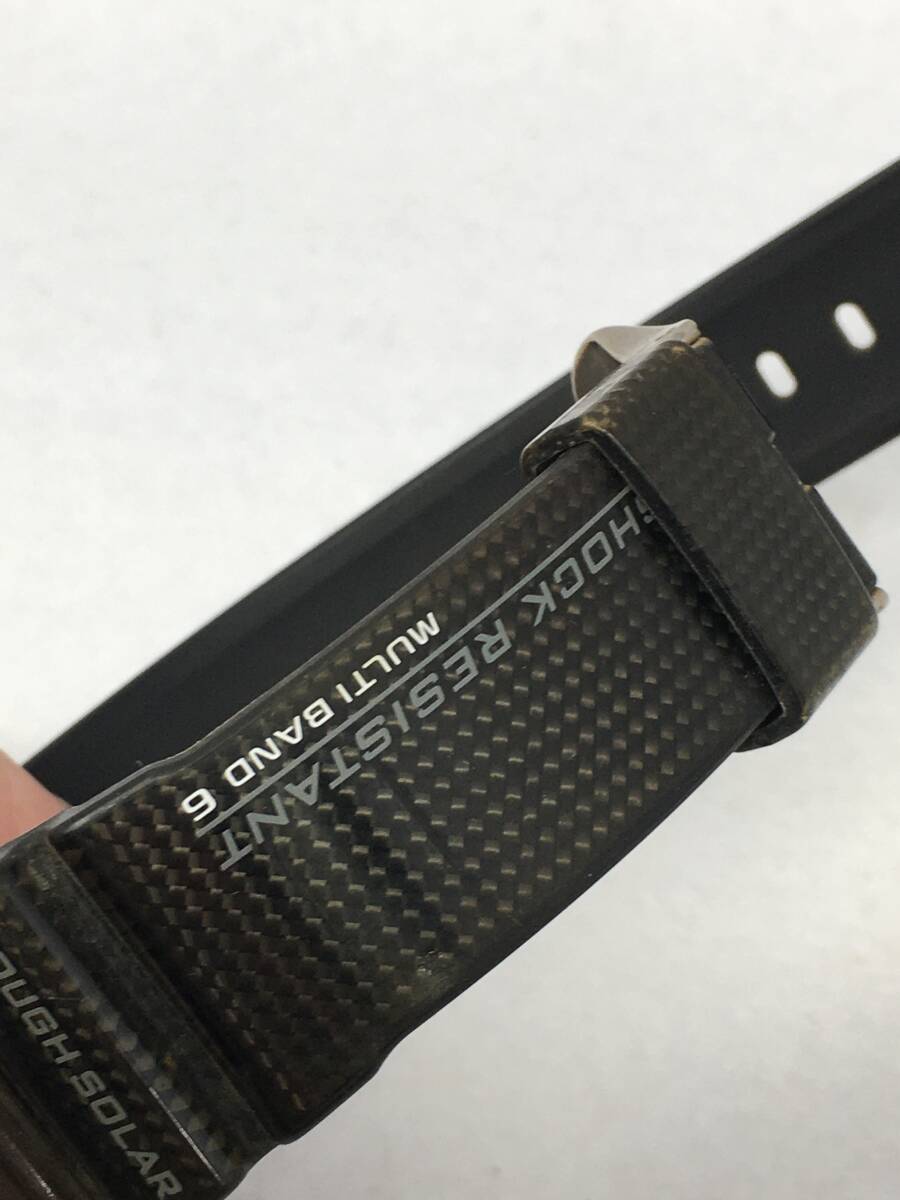 SHOCK RESISTANT
MULTI BAND 6
OUGH SOLAR